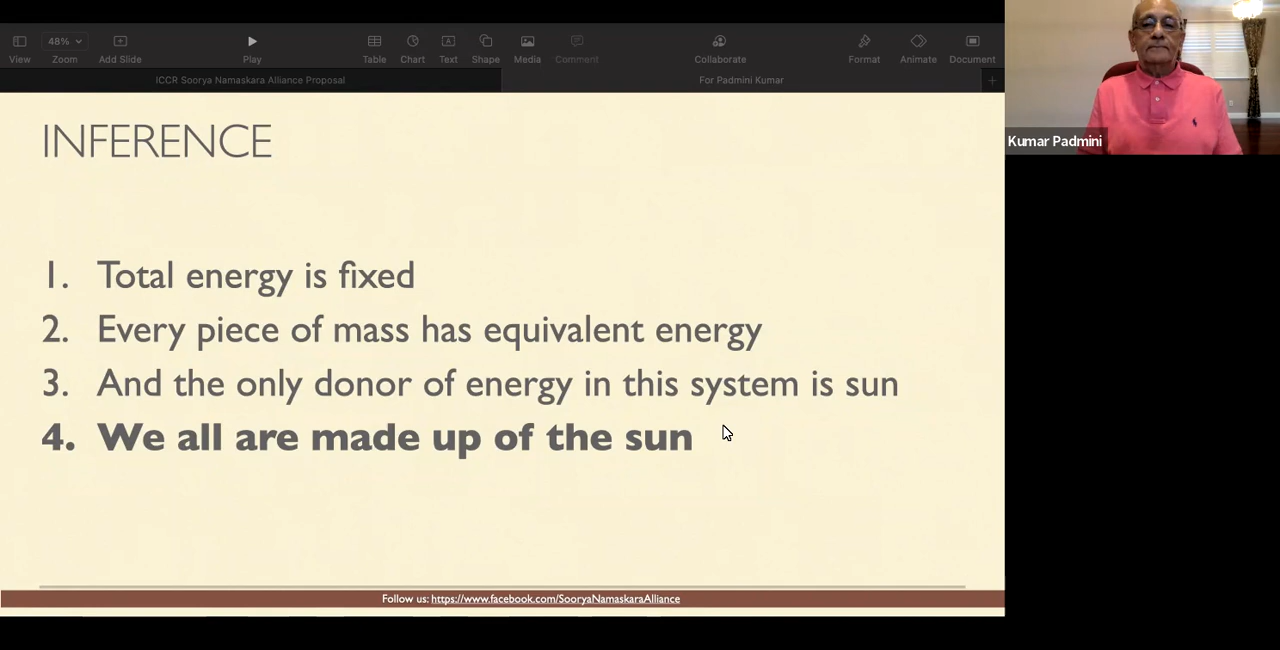 View
48%
Zoom
Add Slide
Play
Table
Chart
Text
Shape
Media
Comment
Collaborate
Format
Animate
Document
ICCR Soorya Namaskara Alliance Proposal
For Padmini Kumar
INFERENCE
1. Total energy is fixed
2. Every piece of mass has equivalent energy
3. And the only donor of energy in this system is sun
4. We all are made up of the sun
Follow us: https://www.facebook.com/SooryaNamaskaraAlliance
Kumar Padmini